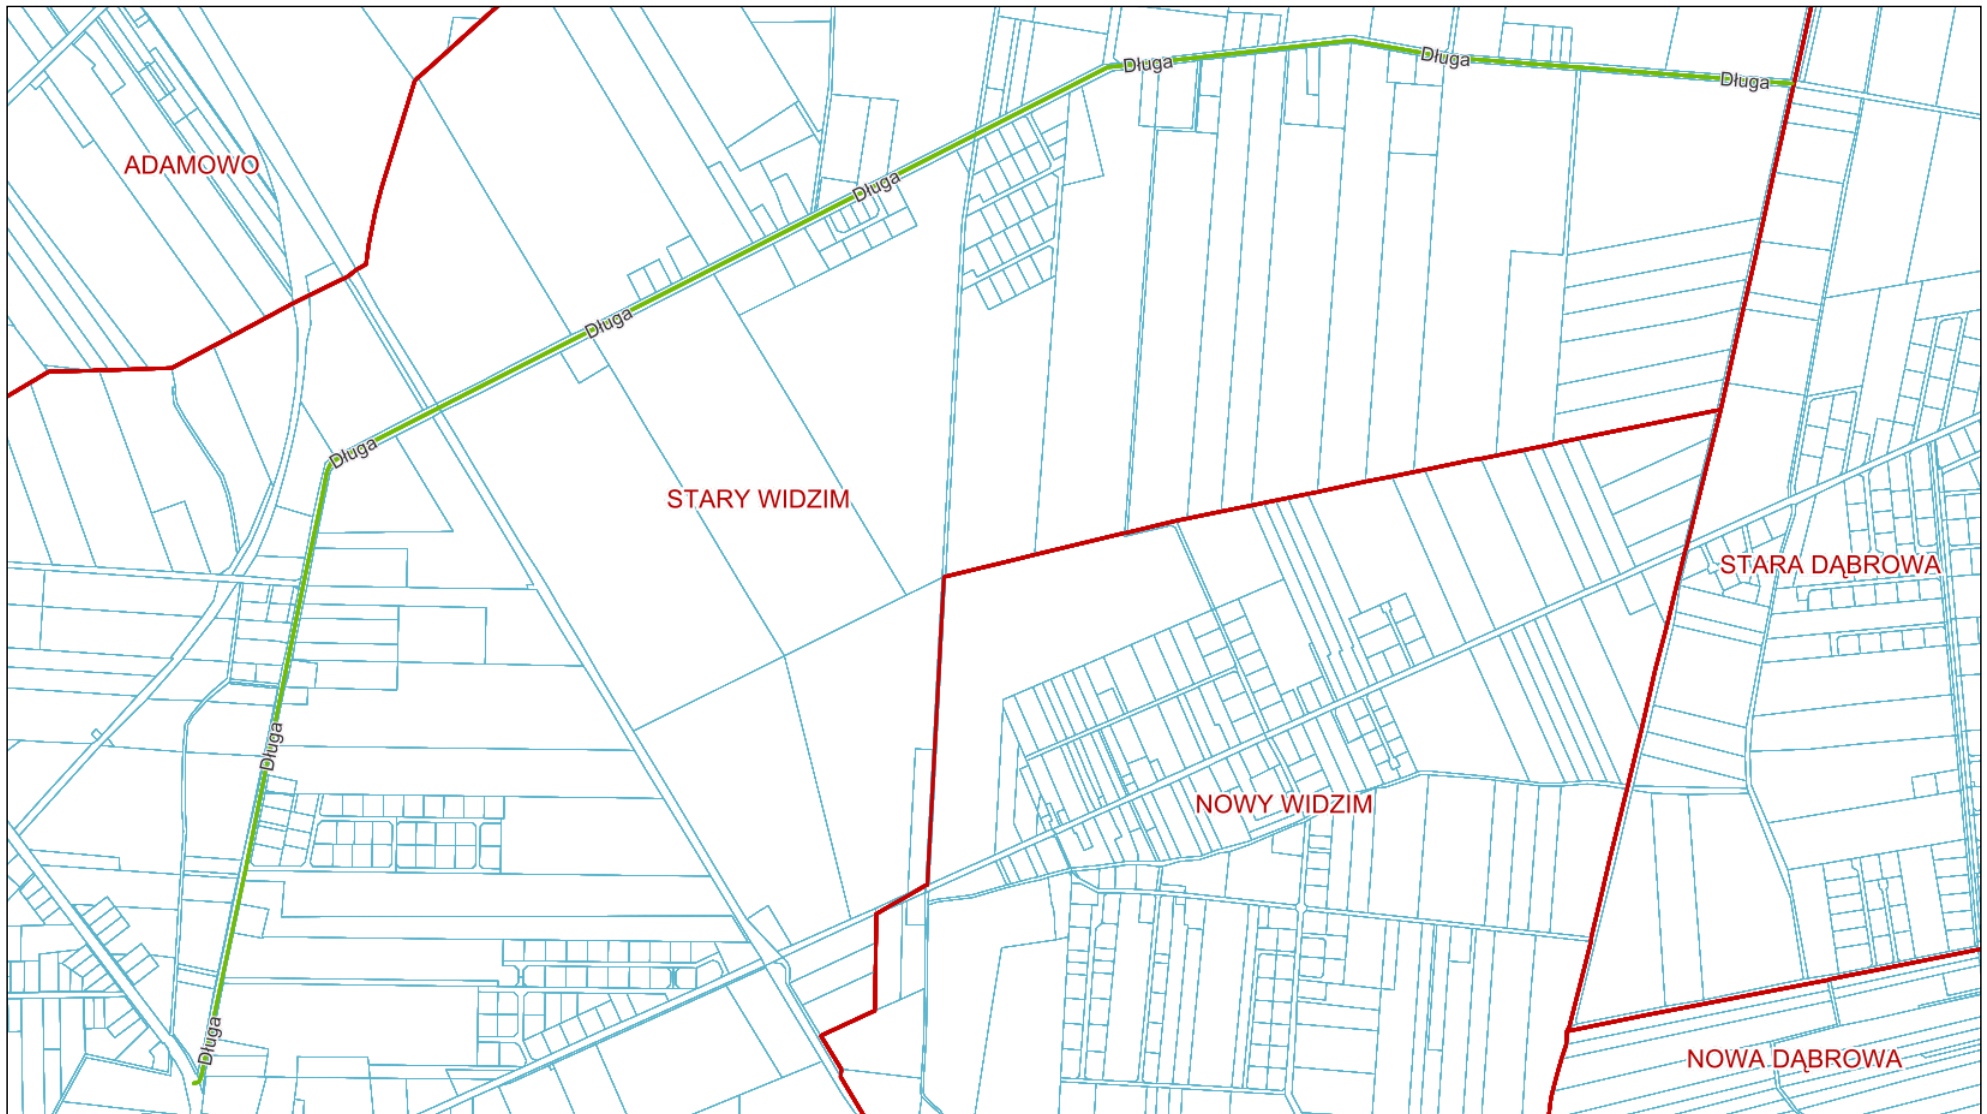 Długa
Długa
Długa
ADAMOWO
Długa
Długa
Długa
STARY WIDZIM
STARA DĄBROWA
Długa
NOWY WIDZIM
Długa
NOWA DĄBROWA